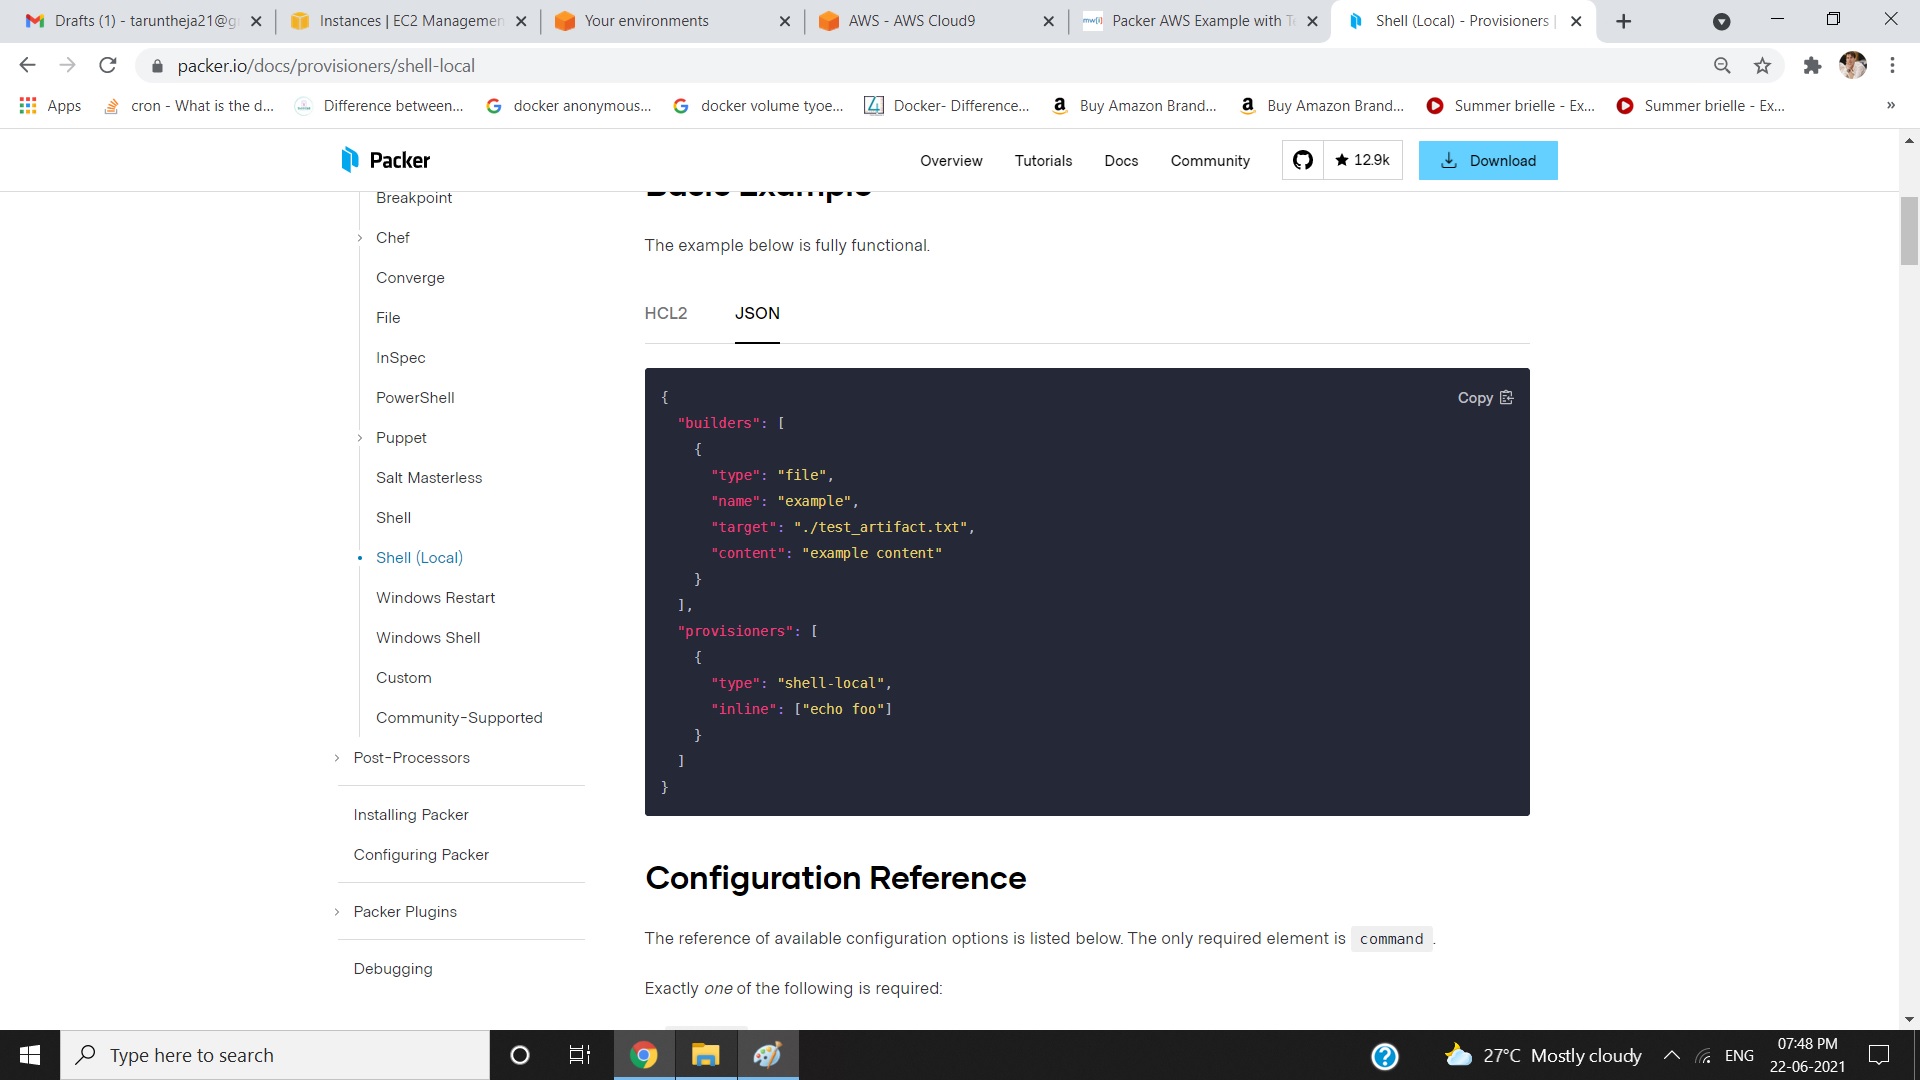 Drafts (1) - taruntheja21@g
Instances | EC2 Managemen
Your environments
AWS - AWS Cloud9
Packer AWS Example with Te
Shell (Local) - Provisioners |
packer.io/docs/provisioners/shell-local
Apps
cron - What is the d...
Difference between...
docker anonymous...
docker volume tyoe...
Docker- Difference...
Buy Amazon Brand...
Buy Amazon Brand...
Summer brielle - Ex...
Summer brielle - Ex...
»
Packer
Overview
Tutorials
Docs
Community
12.9k
Download
Breakpoint
Chef
Converge
File
InSpec
PowerShell
Puppet
Salt Masterless
Shell
Shell (Local)
Windows Restart
Windows Shell
Custom
Community-Supported
Post-Processors
Installing Packer
Configuring Packer
Packer Plugins
Debugging
Basic Example
The example below is fully functional.
HCL2
JSON
Copy
{
"builders": [
{
"type": "file",
"name": "example",
"target": "./test_artifact.txt",
"content": "example content"
}
],
"provisioners": [
{
"type": "shell-local",
"inline": ["echo foo"]
}
]
}
Configuration Reference
The reference of available configuration options is listed below. The only required element is command .
Exactly one of the following is required:
Type here to search
27°C Mostly cloudy
ENG
07:48 PM
22-06-2021